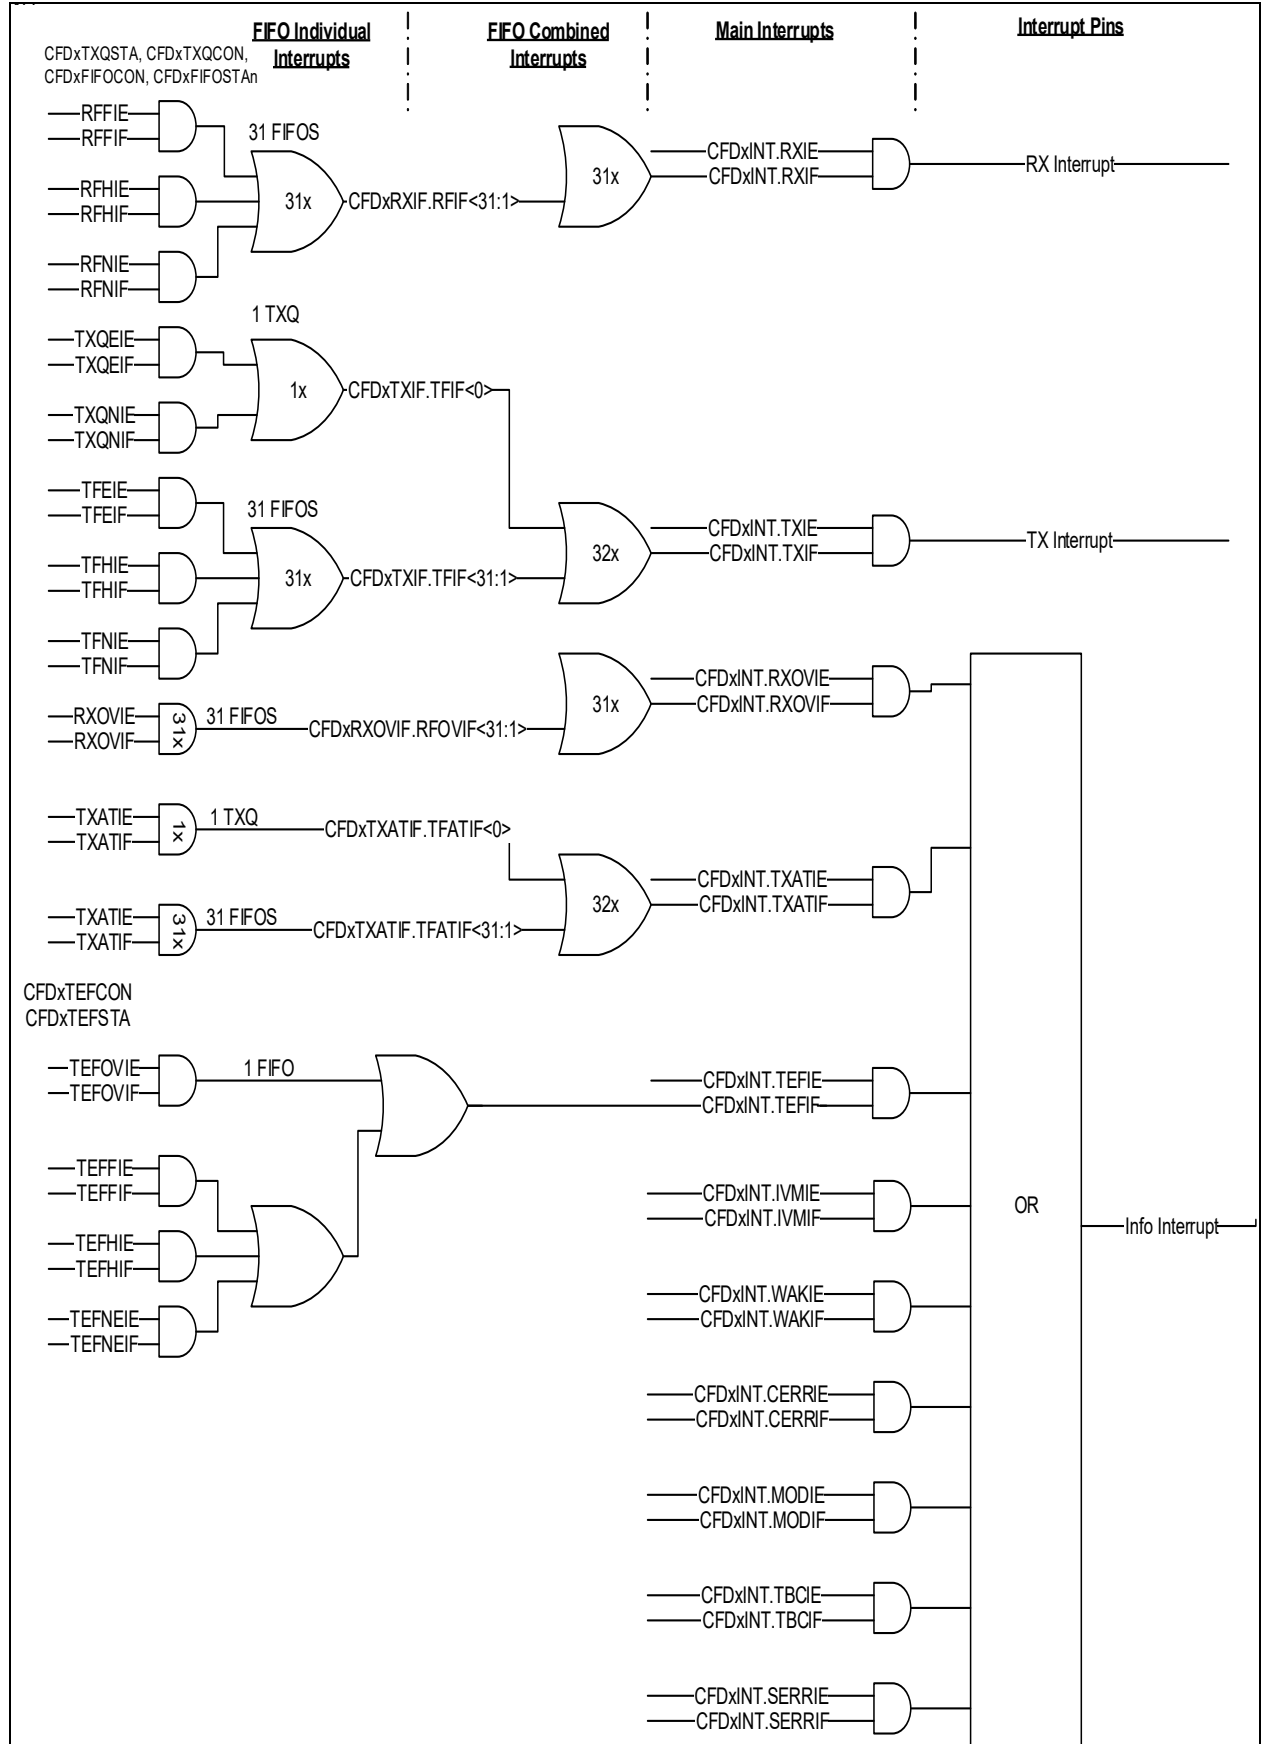 FIFO Individual
Interrupts
FIFO Combined
Interrupts
Main Interrupts
Interrupt Pins
CFDxTXQSTA, CFDxTXQCON,
CFDxFIFOCON, CFDxFIFOSTAn
RFFIE
RFFIF
31 FIFOS
RFHIE
RFHIF
31x
CFDxRXIF.RFIF<31:1>
31x
CFDxINT.RXIE
CFDxINT.RXIF
RX Interrupt
RFNIE
RFNIF
1 TXQ
TXQEIE
TXQEIF
1x
CFDxTXIF.TFIF<0>
TXQNIE
TXQNIF
TFEIE
TFEIF
31 FIFOS
TFHIE
TFHIF
31x
CFDxTXIF.TFIF<31:1>
32x
CFDxINT.TXIE
CFDxINT.TXIF
TX Interrupt
TFNIE
TFNIF
RXOVIE
RXOVIF
31x
31 FIFOS
CFDxRXOVIF.RFOVIF<31:1>
31x
CFDxINT.RXOVIE
CFDxINT.RXOVIF
TXATIE
TXATIF
1x
1 TXQ
CFDxTXATIF.TFATIF<0>
32x
CFDxINT.TXATIE
CFDxINT.TXATIF
TXATIE
TXATIF
31x
31 FIFOS
CFDxTXATIF.TFATIF<31:1>
CFDxTEFCON
CFDxTEFSTA
TEFOVIE
TEFOVIF
1 FIFO
CFDxINT.TEFIE
CFDxINT.TEFIF
TEFFIE
TEFFIF
CFDxINT.IVMIE
CFDxINT.IVMIF
OR
Info Interrupt
TEFHIE
TEFHIF
TEFNEIE
TEFNEIF
CFDxINT.WAKIE
CFDxINT.WAKIF
CFDxINT.CERRIE
CFDxINT.CERRIF
CFDxINT.MODIE
CFDxINT.MODIF
CFDxINT.TBCIE
CFDxINT.TBCIF
CFDxINT.SERRIE
CFDxINT.SERRIF